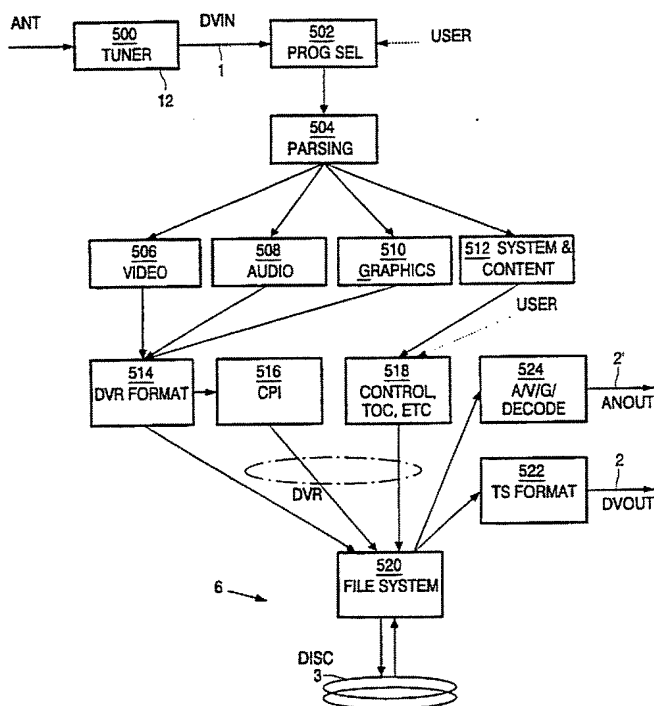 ANT
500
TUNER
12
DVIN
1
502
PROG SEL
USER
504
PARSING
506
VIDEO
508
AUDIO
510
GRAPHICS
512 SYSTEM &
CONTENT
USER
514
DVR FORMAT
516
CPI
518
CONTROL,
TOC, ETC
524
A/V/G/
DECODE
2'
ANOUT
DVR
522
TS FORMAT
2
DVOUT
520
FILE SYSTEM
6
DISC
3